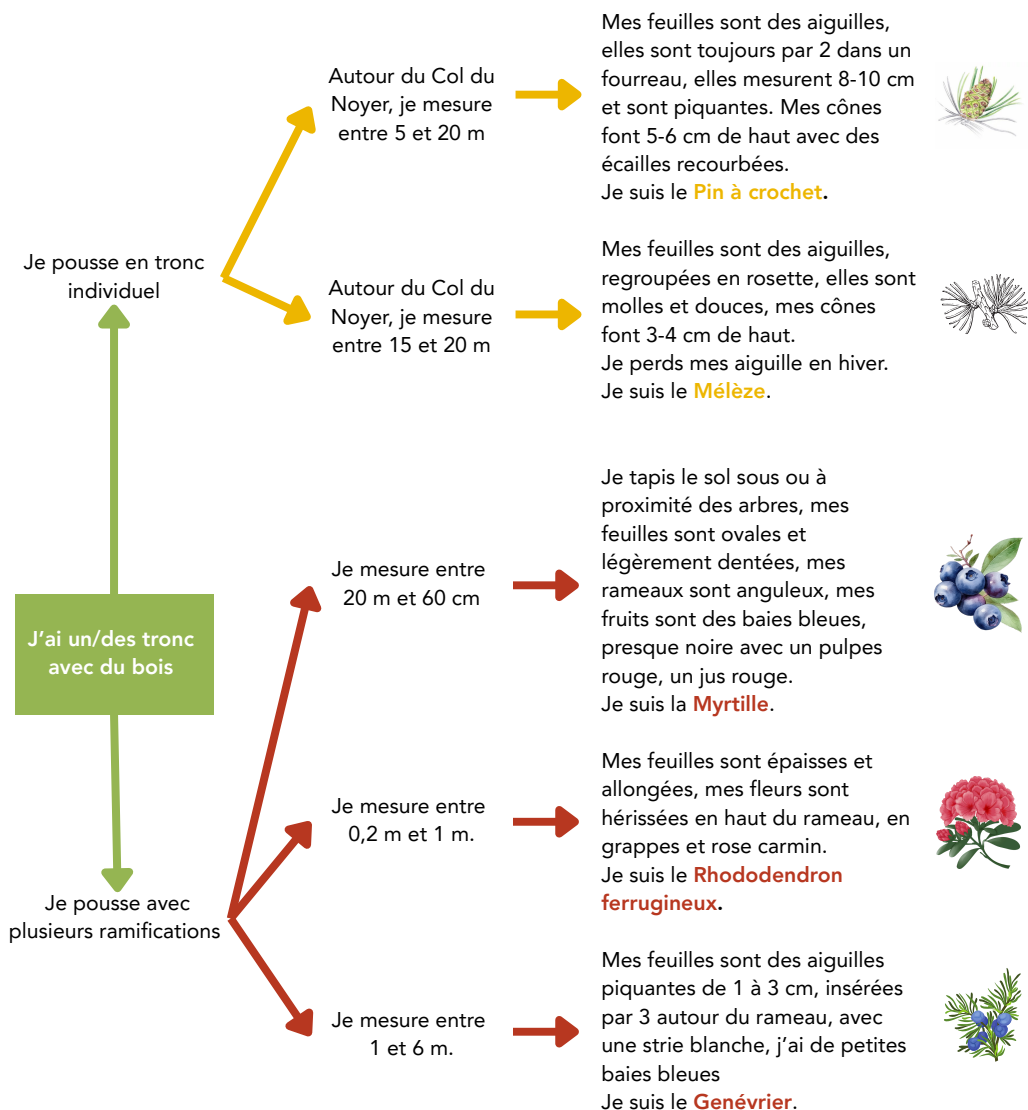 Mes feuilles sont des aiguilles,
elles sont toujours par 2 dans un
fourreau, elles mesurent 8-10 cm
et sont piquantes. Mes cônes
font 5-6 cm de haut avec des
écailles recourbées.
Je suis le Pin à crochet.
Autour du Col du
Noyer, je mesure
entre 5 et 20 m
Je pousse en tronc
individuel
Autour du Col du
Noyer, je mesure
entre 15 et 20 m
Mes feuilles sont des aiguilles,
regroupées en rosette, elles sont
molles et douces, mes cônes
font 3-4 cm de haut.
Je perds mes aiguille en hiver.
Je suis le Mélèze.
J'ai un/des tronc
avec du bois
Je mesure entre
20 m et 60 cm
Je tapis le sol sous ou à
proximité des arbres, mes
feuilles sont ovales et
légèrement dentées, mes
rameaux sont anguleux, mes
fruits sont des baies bleues,
presque noire avec un pulpes
rouge, un jus rouge.
Je suis la Myrtille.
Je mesure entre
0,2 m et 1 m.
Mes feuilles sont épaisses et
allongées, mes fleurs sont
hérissées en haut du rameau, en
grappes et rose carmin.
Je suis le Rhododendron
ferrugineux.
Je pousse avec
plusieurs ramifications
Je mesure entre
1 et 6 m.
Mes feuilles sont des aiguilles
piquantes de 1 à 3 cm, insérées
par 3 autour du rameau, avec
une strie blanche, j'ai de petites
baies bleues
Je suis le Genévrier.